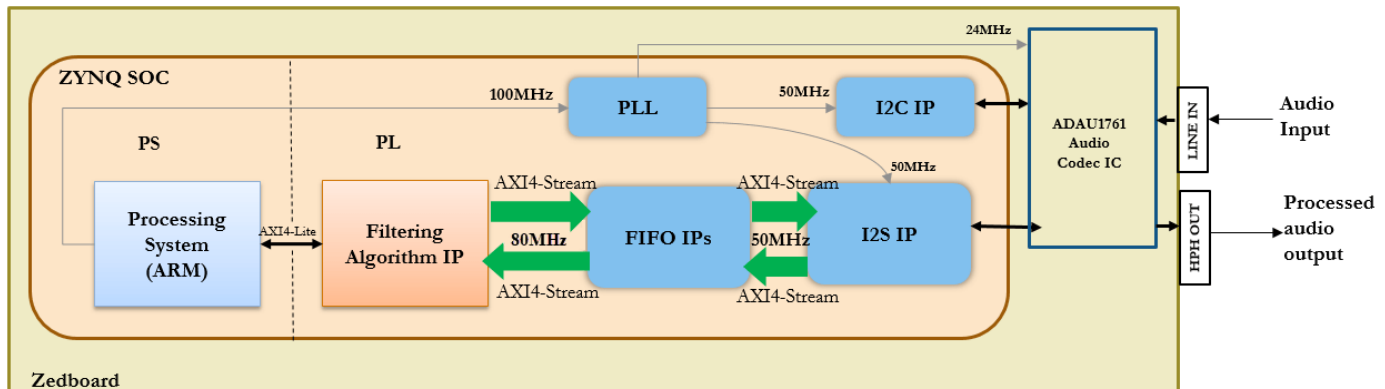 24MHz
ZYNQ SOC
100MHz
PLL
50MHz
I2C IP
ADAU1761
Audio
Codec IC
LINE IN
Audio
Input
PS
PL
50MHz
AXI4-Stream
AXI4-Stream
Processing
System
(ARM)
AXI4-Lite
Filtering
Algorithm IP
80MHz
FIFO IPs
50MHz
I2S IP
HPH OUT
Processed
audio
output
AXI4-Stream
AXI4-Stream
Zedboard